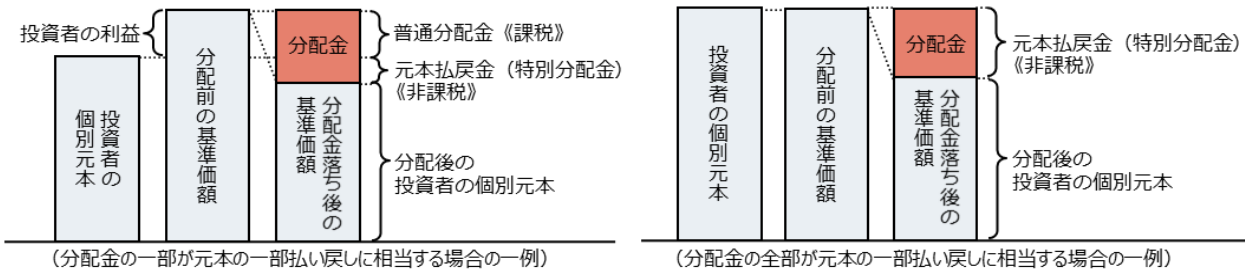 投資者の利益
投資者の
個別元本
分配前の基準価額
分配金
分配金落ち後の
基準価額
普通分配金《課税》
元本払戻金（特別分配金）
《非課税》
分配後の
投資者の個別元本
（分配金の一部が元本の一部払い戻しに相当する場合の一例）
投資者の個別元本
分配前の基準価額
分配金
分配金落ち後の
基準価額
元本払戻金（特別分配金）
《非課税》
分配後の
投資者の個別元本
（分配金の全部が元本の一部払い戻しに相当する場合の一例）